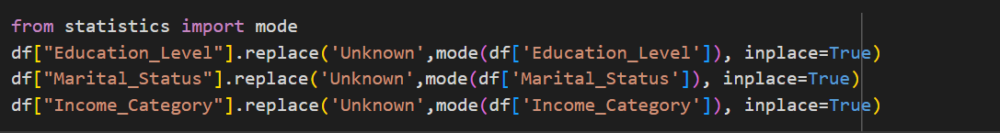 from statistics import mode
df["Education_Level"].replace('Unknown',mode(df['Education_Level']), inplace=True)
df["Marital_Status"].replace('Unknown',mode(df['Marital_Status']), inplace=True)
df["Income_Category"].replace('Unknown',mode(df['Income_Category']), inplace=True)